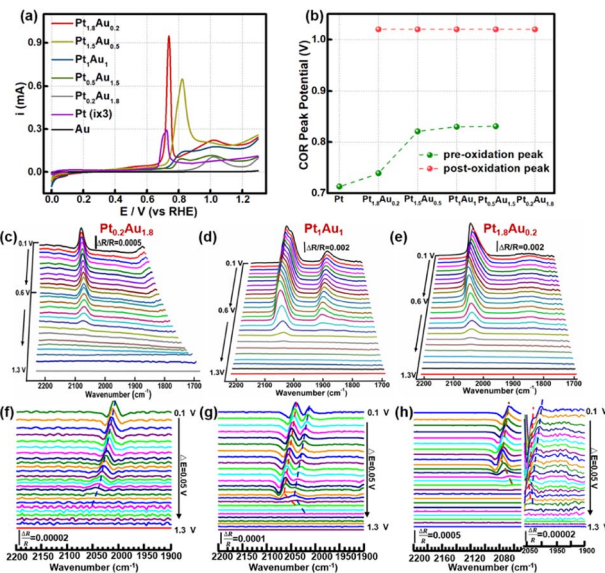 (a)
0.9
0.6
0.3
0.0
i (mA)
Pt1.8Au0.2
Pt1.5Au0.5
Pt1Au1
Pt0.5Au1.5
Pt0.2Au1.8
Pt (ix3)
Au
0.0 0.2 0.4 0.6 0.8 1.0 1.2
E / V (vs RHE)
(b)
COR Peak Potential (V)
1.0
0.9
0.8
0.7
pre-oxidation peak
post-oxidation peak
Pt Pt1.8Au0.2 Pt1.5Au0.5 Pt1Au1 Pt0.5Au1.5 Pt0.2Au1.8
(c)
Pt0.2Au1.8
ΔR/R=0.0005
0.1 V
0.6 V
1.3 V
2200 2100 2000 1900 1800 1700
Wavenumber (cm-1)
(d)
Pt1Au1
ΔR/R=0.002
0.1 V
0.6 V
1.3V
2200 2100 2000 1900 1800 1700
Wavenumber (cm-1)
(e)
Pt1.8Au0.2
ΔR/R=0.002
0.1 V
0.6 V
1.3V
2200 2100 2000 1900 1800 1700
Wavenumber (cm-1)
(f)
0.1 V
△E=0.05 V
1.3 V
ΔR/R=0.00002
2200 2150 2100 2050 2000 1950 1900
Wavenumber (cm-1)
(g)
0.1 V
△E=0.05 V
1.3 V
ΔR/R=0.0001
2200 2150 2100 2050 2000 1950 1900
Wavenumber (cm-1)
(h)
0.1 V
△E=0.05 V
1.3 V
ΔR/R=0.0005
ΔR/R=0.00002
2200 2160 2120 2080
2050 2000 1950 1900
Wavenumber (cm-1)